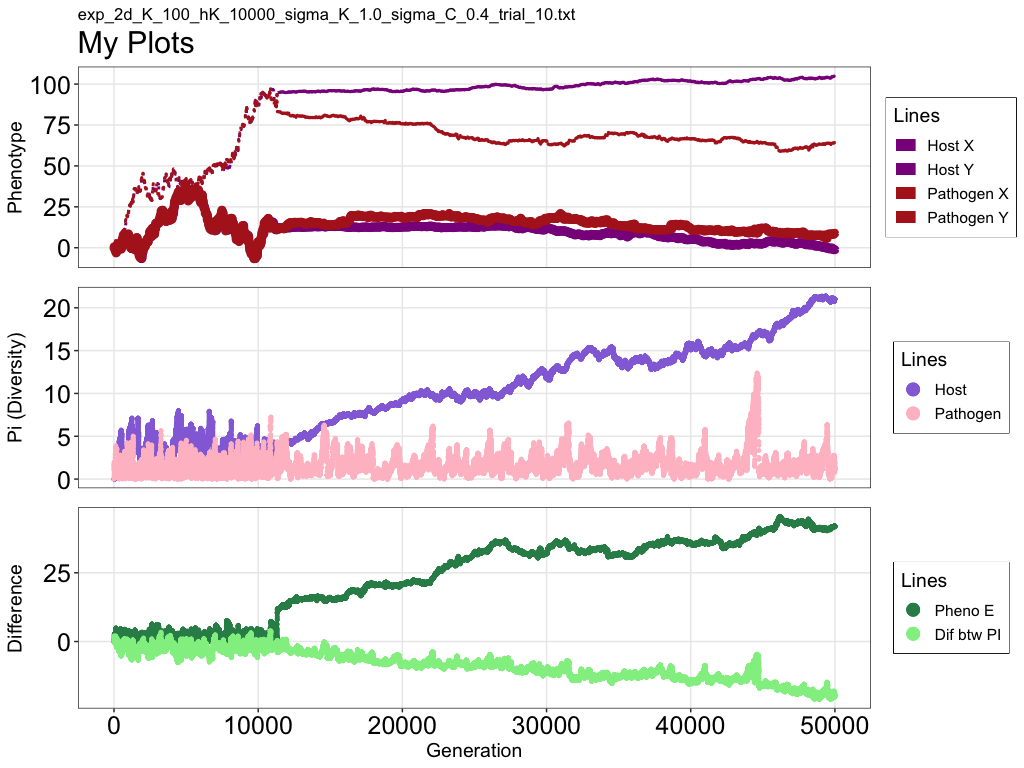 exp_2d_K_100_hK_10000_sigma_K_1.0_sigma_C_0.4_trial_10.txt
My Plots
Phenotype
100
75
50
25
0
Lines
Host X
Host Y
Pathogen X
Pathogen Y
Pi (Diversity)
20
15
10
5
0
Lines
Host
Pathogen
Difference
25
0
Lines
Pheno E
Dif btw PI
0 10000 20000 30000 40000 50000
Generation